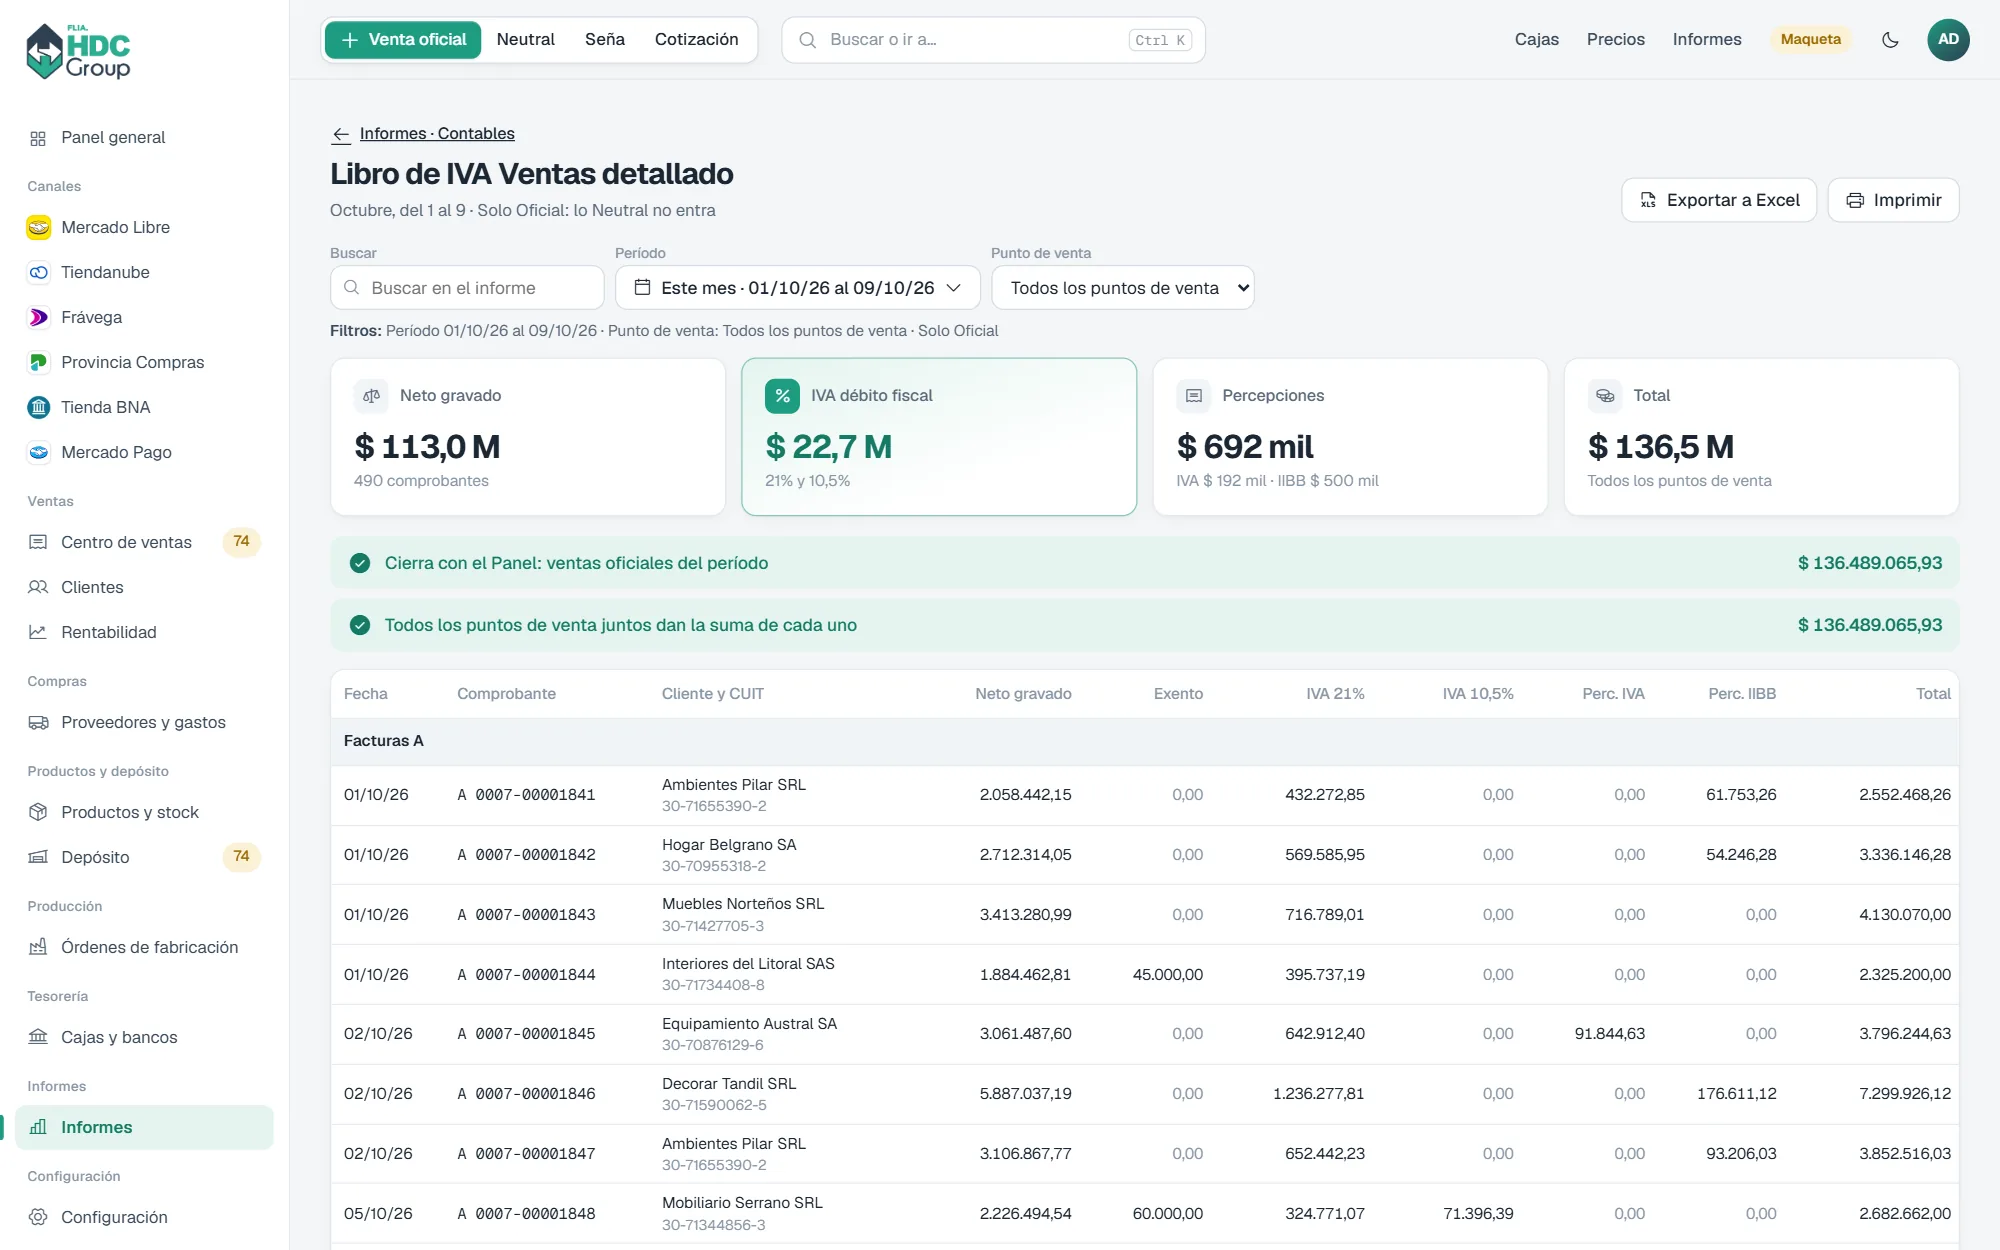 FLIA.
HDC
Group
Venta oficial
Neutral
Seña
Cotización
Buscar o ir a...
Ctrl K
Cajas
Precios
Informes
Maqueta
AD
Panel general
Canales
Mercado Libre
Tiendanube
Frávega
Provincia Compras
Tienda BNA
Mercado Pago
Ventas
Centro de ventas 74
Clientes
Rentabilidad
Compras
Proveedores y gastos
Productos y depósito
Productos y stock
Depósito 74
Producción
Órdenes de fabricación
Tesorería
Cajas y bancos
Informes
Informes
Configuración
Configuración
Informes · Contables
Libro de IVA Ventas detallado
Octubre, del 1 al 9 · Solo Oficial: lo Neutral no entra
XLS Exportar a Excel
Imprimir
Buscar
Buscar en el informe
Período
Este mes · 01/10/26 al 09/10/26
Punto de venta
Todos los puntos de venta
Filtros: Período 01/10/26 al 09/10/26 · Punto de venta: Todos los puntos de venta · Solo Oficial
Neto gravado
$ 113,0 M
490 comprobantes
% IVA débito fiscal
$ 22,7 M
21% y 10,5%
Percepciones
$ 692 mil
IVA $ 192 mil · IIBB $ 500 mil
Total
$ 136,5 M
Todos los puntos de venta
Cierra con el Panel: ventas oficiales del período $ 136.489.065,93
Todos los puntos de venta juntos dan la suma de cada uno $ 136.489.065,93
Fecha Comprobante Cliente y CUIT Neto gravado Exento IVA 21% IVA 10,5% Perc. IVA Perc. IIBB Total
Facturas A
01/10/26 A 0007-00001841 Ambientes Pilar SRL 2.058.442,15 0,00 432.272,85 0,00 0,00 61.753,26 2.552.468,26
30-71655390-2
01/10/26 A 0007-00001842 Hogar Belgrano SA 2.712.314,05 0,00 569.585,95 0,00 0,00 54.246,28 3.336.146,28
30-70955318-2
01/10/26 A 0007-00001843 Muebles Norteños SRL 3.413.280,99 0,00 716.789,01 0,00 0,00 0,00 4.130.070,00
30-71427705-3
01/10/26 A 0007-00001844 Interiores del Litoral SAS 1.884.462,81 45.000,00 395.737,19 0,00 0,00 0,00 2.325.200,00
30-71734408-8
02/10/26 A 0007-00001845 Equipamiento Austral SA 3.061.487,60 0,00 642.912,40 0,00 91.844,63 0,00 3.796.244,63
30-70876129-6
02/10/26 A 0007-00001846 Decorar Tandil SRL 5.887.037,19 0,00 1.236.277,81 0,00 0,00 176.611,12 7.299.926,12
30-71590062-5
02/10/26 A 0007-00001847 Ambientes Pilar SRL 3.106.867,77 0,00 652.442,23 0,00 0,00 93.206,03 3.852.516,03
30-71655390-2
05/10/26 A 0007-00001848 Mobiliario Serrano SRL 2.226.494,54 60.000,00 324.771,07 71.396,39 0,00 0,00 2.682.662,00
30-71344856-3